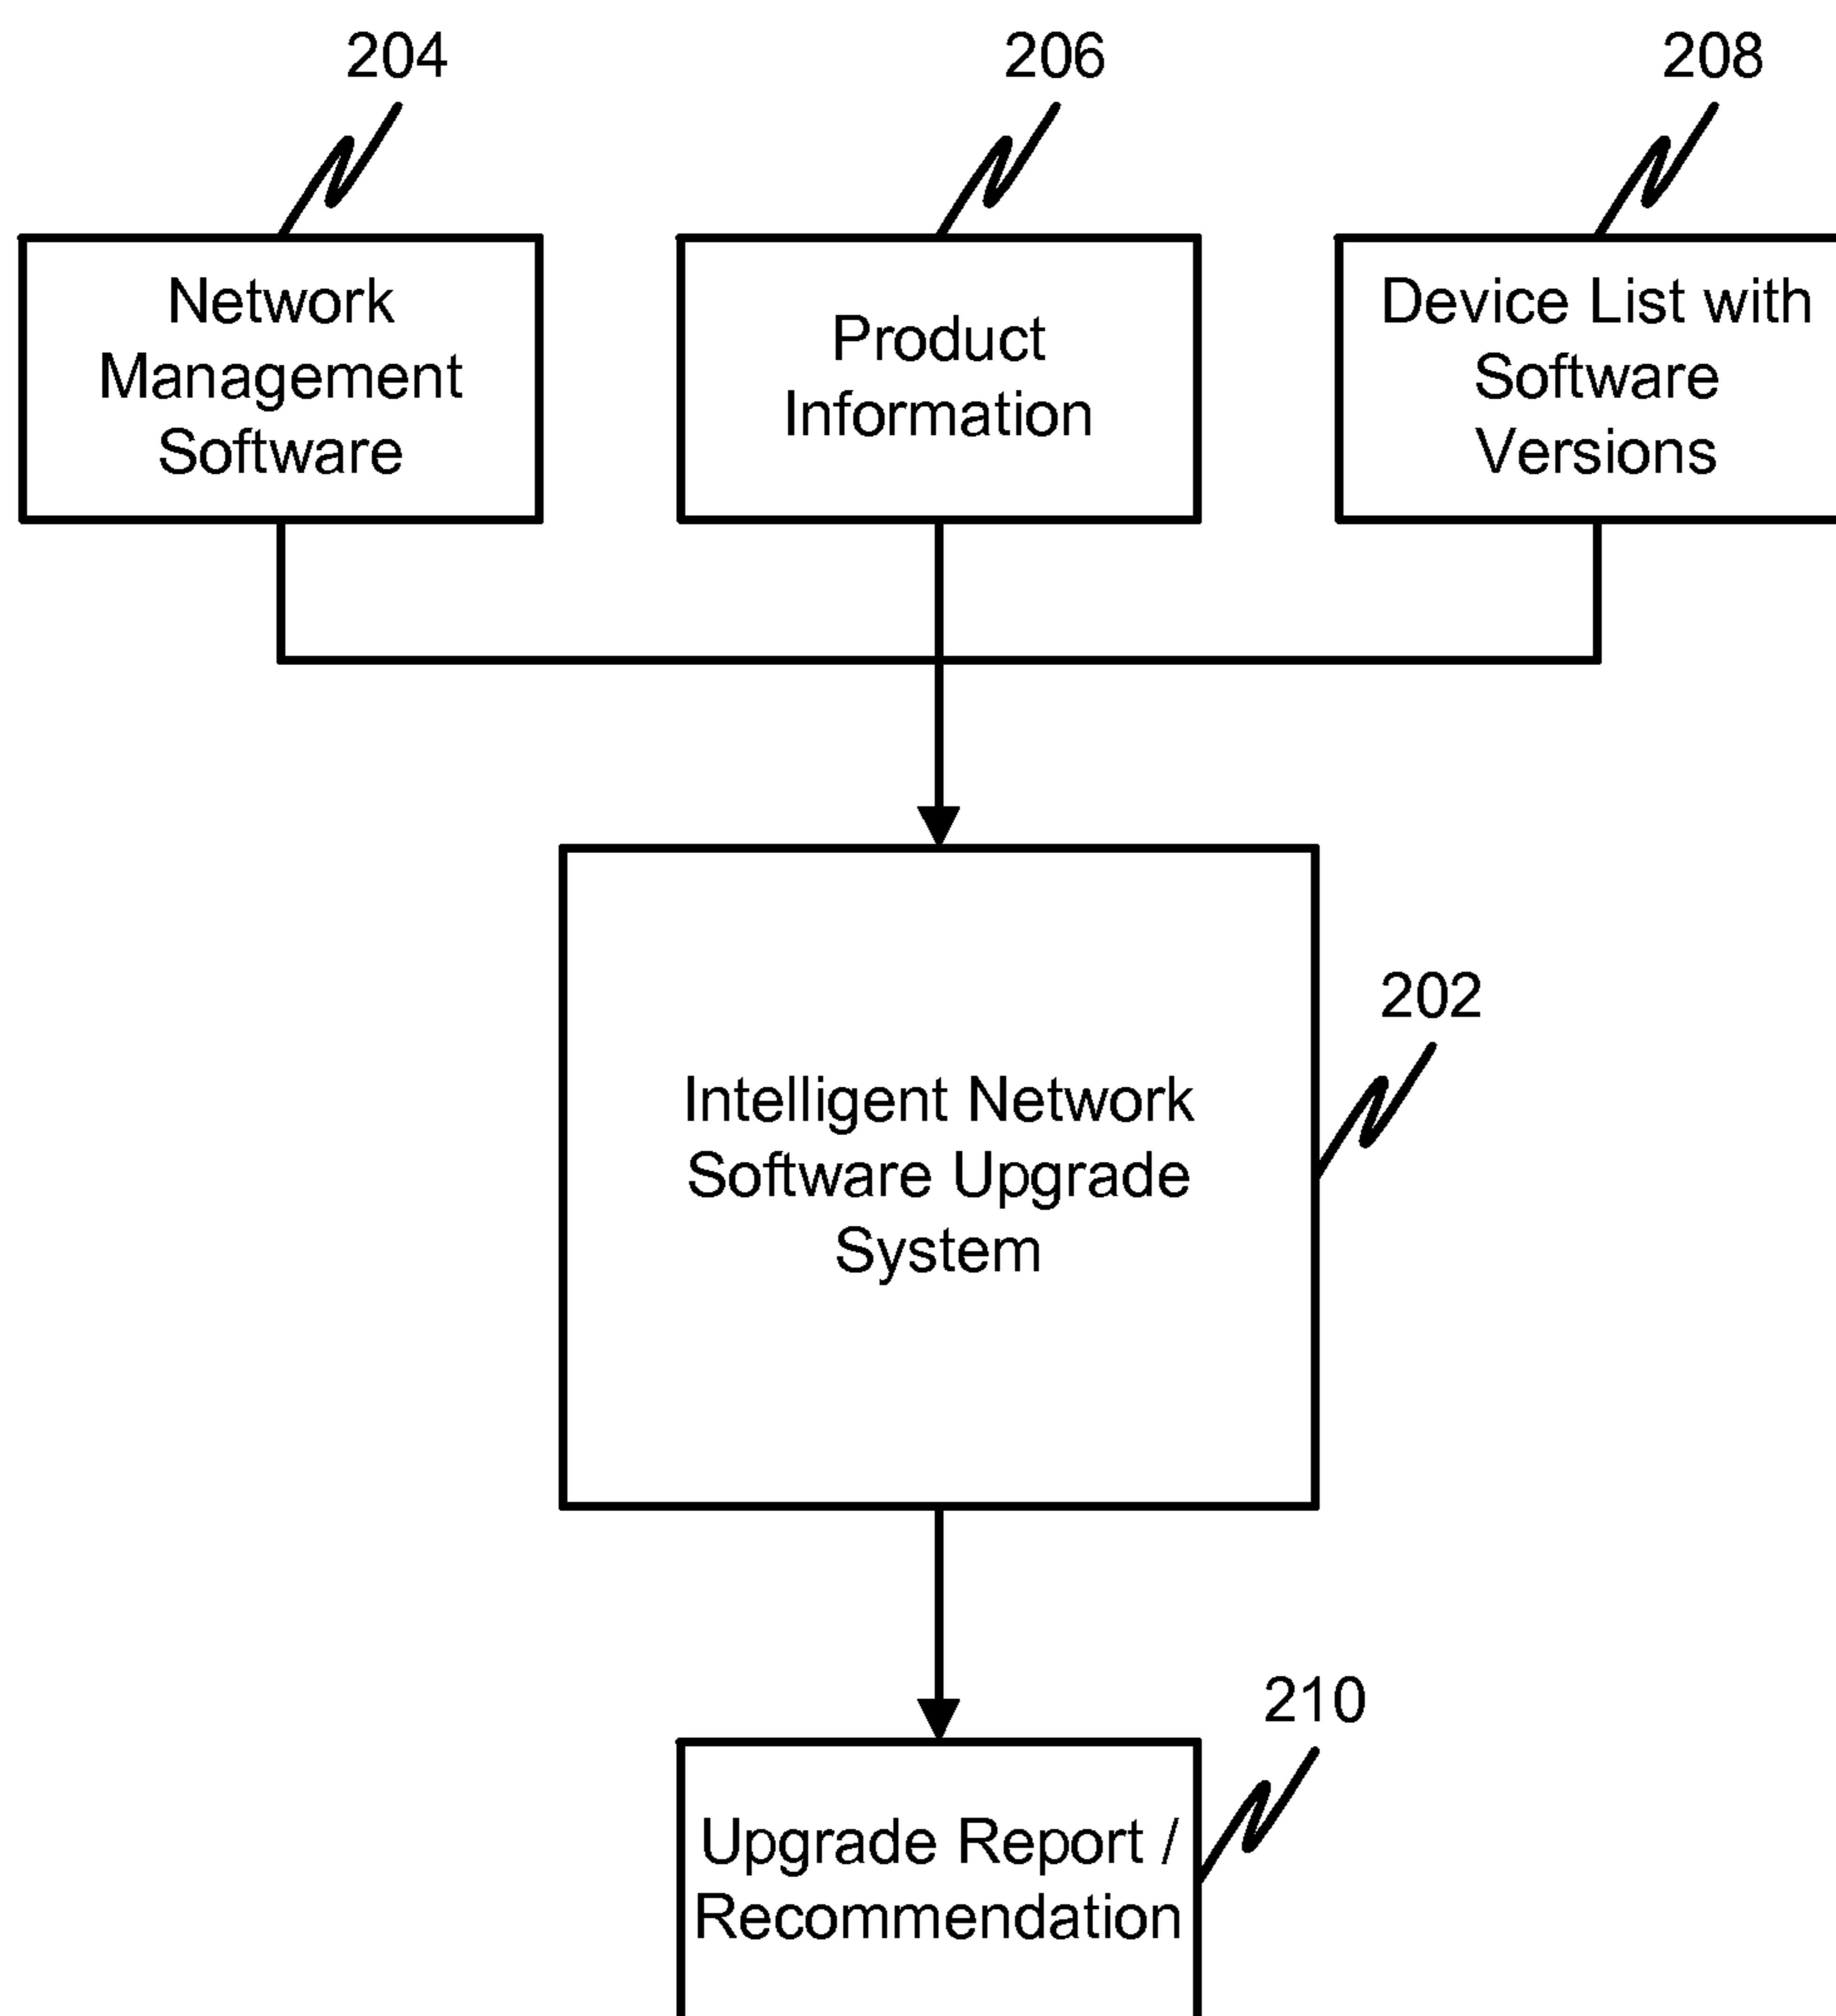 204
206
208
Network
Management
Software
Product
Information
Device List with
Software
Versions
202
Intelligent Network
Software Upgrade
System
210
Upgrade Report /
Recommendation